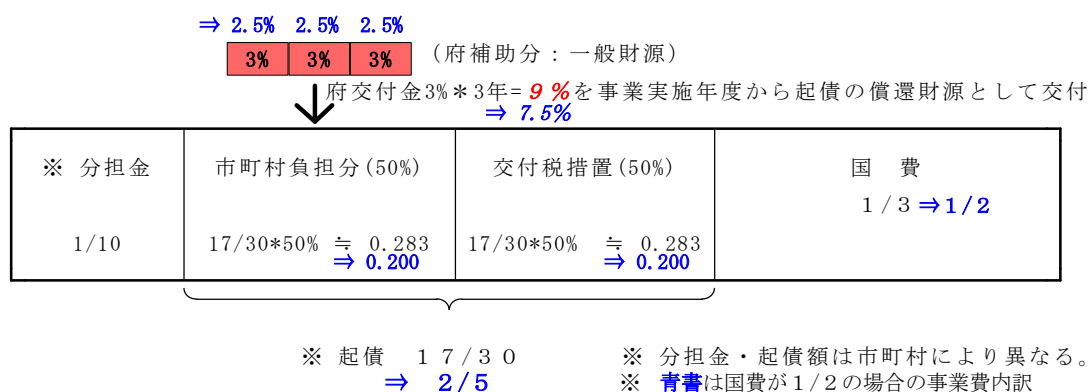 ⇒ 2.5% 2.5% 2.5%
3% 3% 3% (府補助分：一般財源)
府交付金3%＊3年=９%を事業実施年度から起債の償還財源として交付
⇒ 7.5%
※ 分担金 市町村負担分(50%) 交付税措置(50%) 国　費
1/3⇒1/2
1/10 17/30*50% ≒ 0.283 17/30*50% ≒ 0.283
⇒ 0.200 ⇒ 0.200
※ 起債 １７/３０ ※ 分担金・起債額は市町村により異なる。
⇒ 2/5 ※ 青書は国費が１/２の場合の事業費内訳